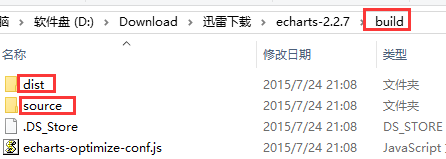 脑 › 软件盘 (D:) › Download › 迅雷下载 › echarts-2.2.7 › build
名称 修改日期 类型
dist 2015/7/24 21:08 文件夹
source 2015/7/24 21:08 文件夹
.DS_Store 2015/7/24 21:08 DS_STORE
echarts-optimize-conf.js 2015/7/24 21:08 JavaScript